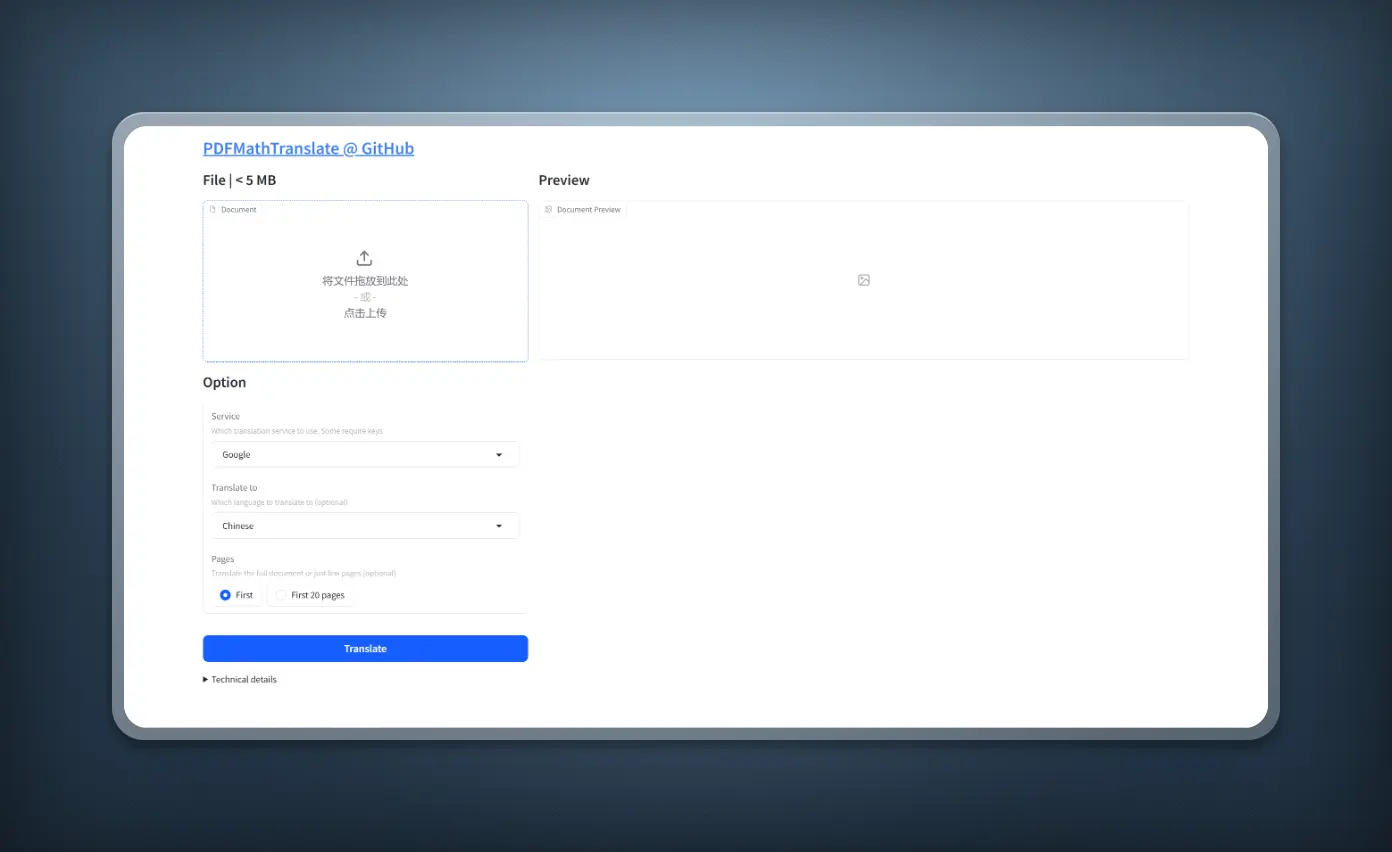 PDFMathTranslate @ GitHub
File | < 5 MB
Document
将文件拖放到此处
- 或 -
点击上传
Preview
Document Preview
Option
Service
Which translation service to use. Some require keys
Google
Translate to
Which language to translate to (optional)
Chinese
Pages
Translate the full document or just few pages (optional)
First
First 20 pages
Translate
Technical details